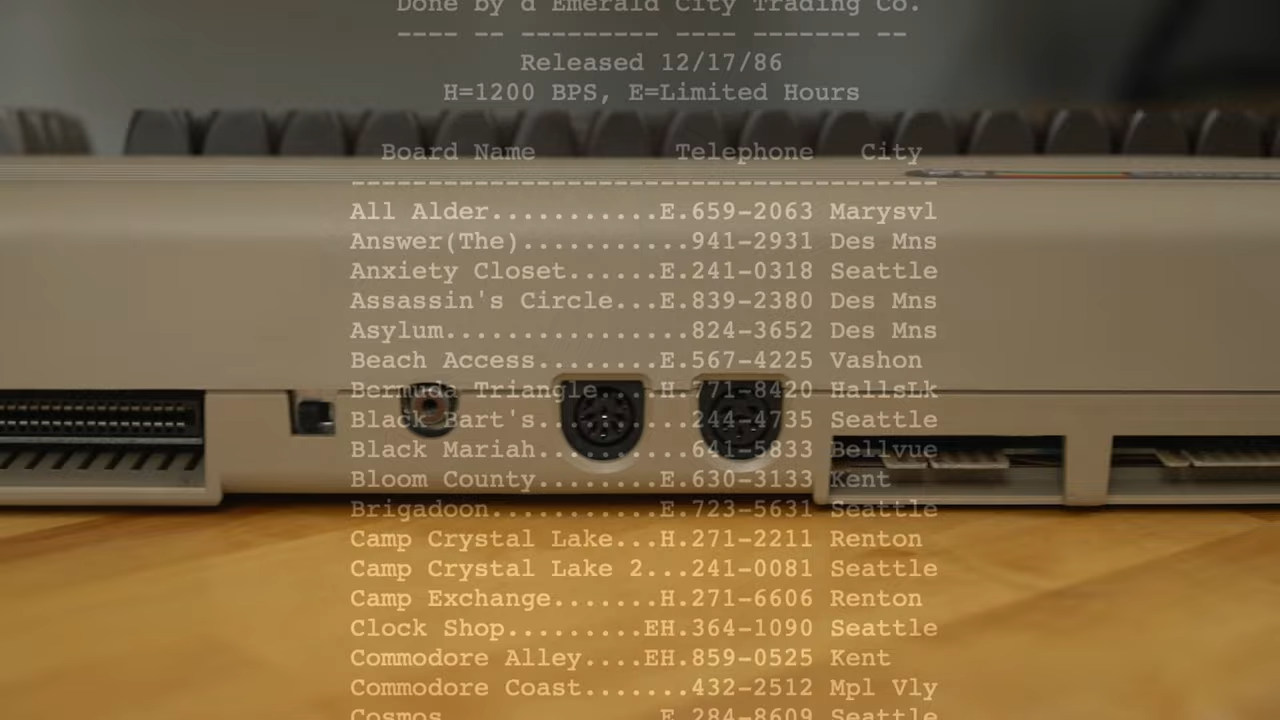 Done by d Emerald City Trading Co.
---- -- --------- ---- ------- --
Released 12/17/86
H=1200 BPS, E=Limited Hours
Board Name Telephone City
--------------------------------------
All Alder...........E.659-2063 Marysvl
Answer(The)...........941-2931 Des Mns
Anxiety Closet......E.241-0318 Seattle
Assassin's Circle...E.839-2380 Des Mns
Asylum................824-3652 Des Mns
Beach Access........E.567-4225 Vashon
Bermuda Triangle....H.771-8420 HallsLk
Black Bart's..........244-4735 Seattle
Black Mariah..........641-5833 Bellvue
Bloom County........E.630-3133 Kent
Brigadoon...........E.723-5631 Seattle
Camp Crystal Lake...H.271-2211 Renton
Camp Crystal Lake 2...241-0081 Seattle
Camp Exchange.......H.271-6606 Renton
Clock Shop.........EH.364-1090 Seattle
Commodore Alley....EH.859-0525 Kent
Commodore Coast.......432-2512 Mpl Vly
Cosmos..............E.284-8609 Seattle